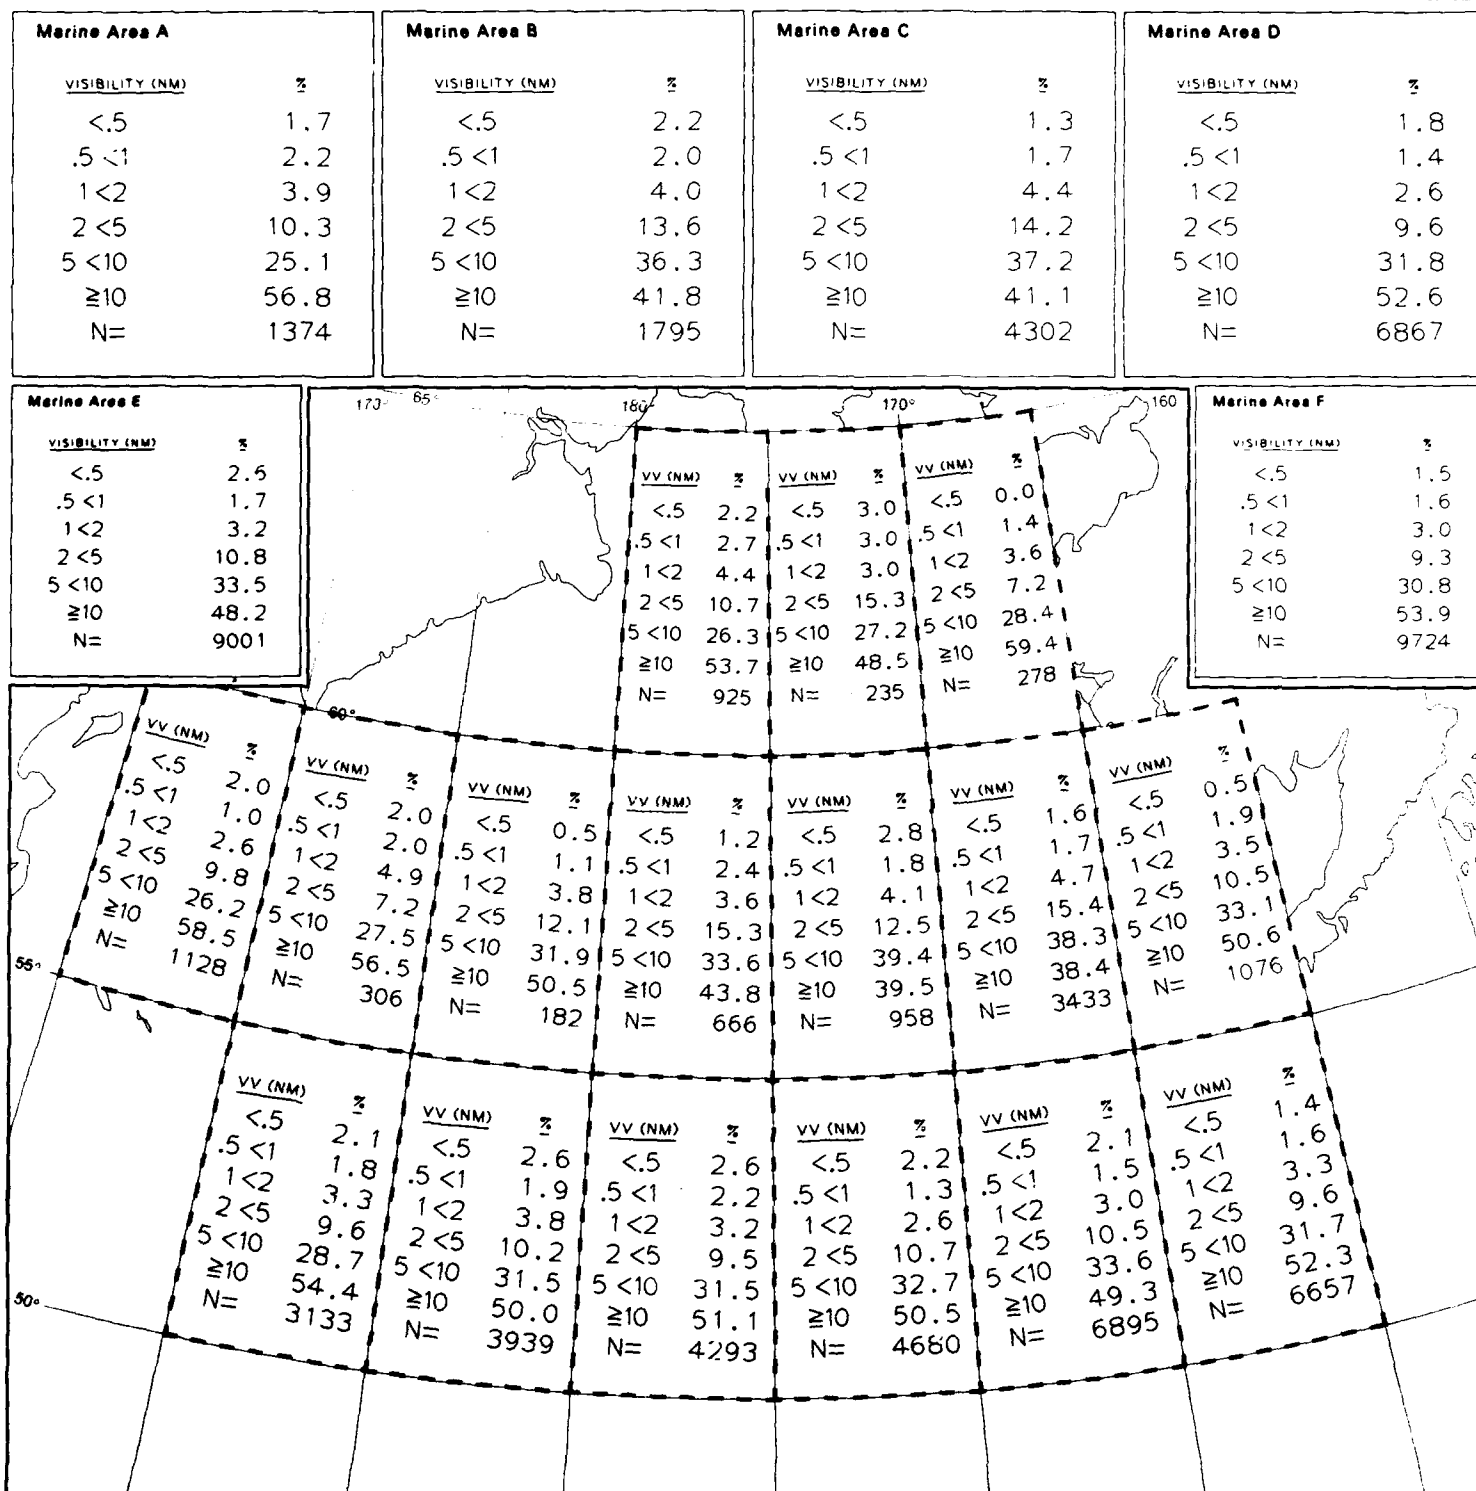 Marine Area A
VISIBILITY (NM) %
<.5 1.7
.5 <1 2.2
1<2 3.9
2 <5 10.3
5 <10 25.1
≧10 56.8
N= 1374
Marine Area B
VISIBILITY (NM) %
<.5 2.2
.5 <1 2.0
1<2 4.0
2 <5 13.6
5 <10 36.3
≧10 41.8
N= 1795
Marine Area C
VISIBILITY (NM) %
<.5 1.3
.5 <1 1.7
1<2 4.4
2 <5 14.2
5 <10 37.2
≧10 41.1
N= 4302
Marine Area D
VISIBILITY (NM) %
<.5 1.8
.5 <1 1.4
1<2 2.6
2 <5 9.6
5 <10 31.8
≧10 52.6
N= 6867
Marine Area E
VISIBILITY (NM) %
<.5 2.5
.5 <1 1.7
1<2 3.2
2 <5 10.8
5 <10 33.5
≧10 48.2
N= 9001
170° 65° 180° 170° 160
Marine Area F
VISIBILITY (NM) %
<.5 1.5
.5 <1 1.6
1<2 3.0
2 <5 9.3
5 <10 30.8
≧10 53.9
N= 9724
VV (NM) %
<.5 2.2
.5 <1 2.7
1<2 4.4
2 <5 10.7
5 <10 26.3
≧10 53.7
N= 925
VV (NM) %
<.5 3.0
.5 <1 3.0
1<2 3.0
2 <5 15.3
5 <10 27.2
≧10 48.5
N= 235
VV (NM) %
<.5 0.0
.5 <1 1.4
1<2 3.6
2 <5 7.2
5 <10 28.4
≧10 59.4
N= 278
60°
VV (NM) %
<.5 2.0
.5 <1 1.0
1<2 2.6
2 <5 9.8
5 <10 26.2
≧10 58.5
N= 1128
VV (NM) %
<.5 2.0
.5 <1 2.0
1<2 4.9
2 <5 7.2
5 <10 27.5
≧10 56.5
N= 306
VV (NM) %
<.5 0.5
.5 <1 1.1
1<2 3.8
2 <5 12.1
5 <10 31.9
≧10 50.5
N= 182
VV (NM) %
<.5 1.2
.5 <1 2.4
1<2 3.6
2 <5 15.3
5 <10 33.6
≧10 43.8
N= 666
VV (NM) %
<.5 2.8
.5 <1 1.8
1<2 4.1
2 <5 12.5
5 <10 39.4
≧10 39.5
N= 958
VV (NM) %
<.5 1.6
.5 <1 1.7
1<2 4.7
2 <5 15.4
5 <10 38.3
≧10 38.4
N= 3433
VV (NM) %
<.5 0.5
.5 <1 1.9
1<2 3.5
2 <5 10.5
5 <10 33.1
≧10 50.6
N= 1076
55°
VV (NM) %
<.5 2.1
.5 <1 1.8
1<2 3.3
2 <5 9.6
5 <10 28.7
≧10 54.4
N= 3133
VV (NM) %
<.5 2.6
.5 <1 1.9
1<2 3.8
2 <5 10.2
5 <10 31.5
≧10 50.0
N= 3939
VV (NM) %
<.5 2.6
.5 <1 2.2
1<2 3.2
2 <5 9.5
5 <10 31.5
≧10 51.1
N= 4293
VV (NM) %
<.5 2.2
.5 <1 1.3
1<2 2.6
2 <5 10.7
5 <10 32.7
≧10 50.5
N= 4680
VV (NM) %
<.5 2.1
.5 <1 1.5
1<2 3.0
2 <5 10.5
5 <10 33.6
≧10 49.3
N= 6895
VV (NM) %
<.5 1.4
.5 <1 1.6
1<2 3.3
2 <5 9.6
5 <10 31.7
≧10 52.3
N= 6657
50°